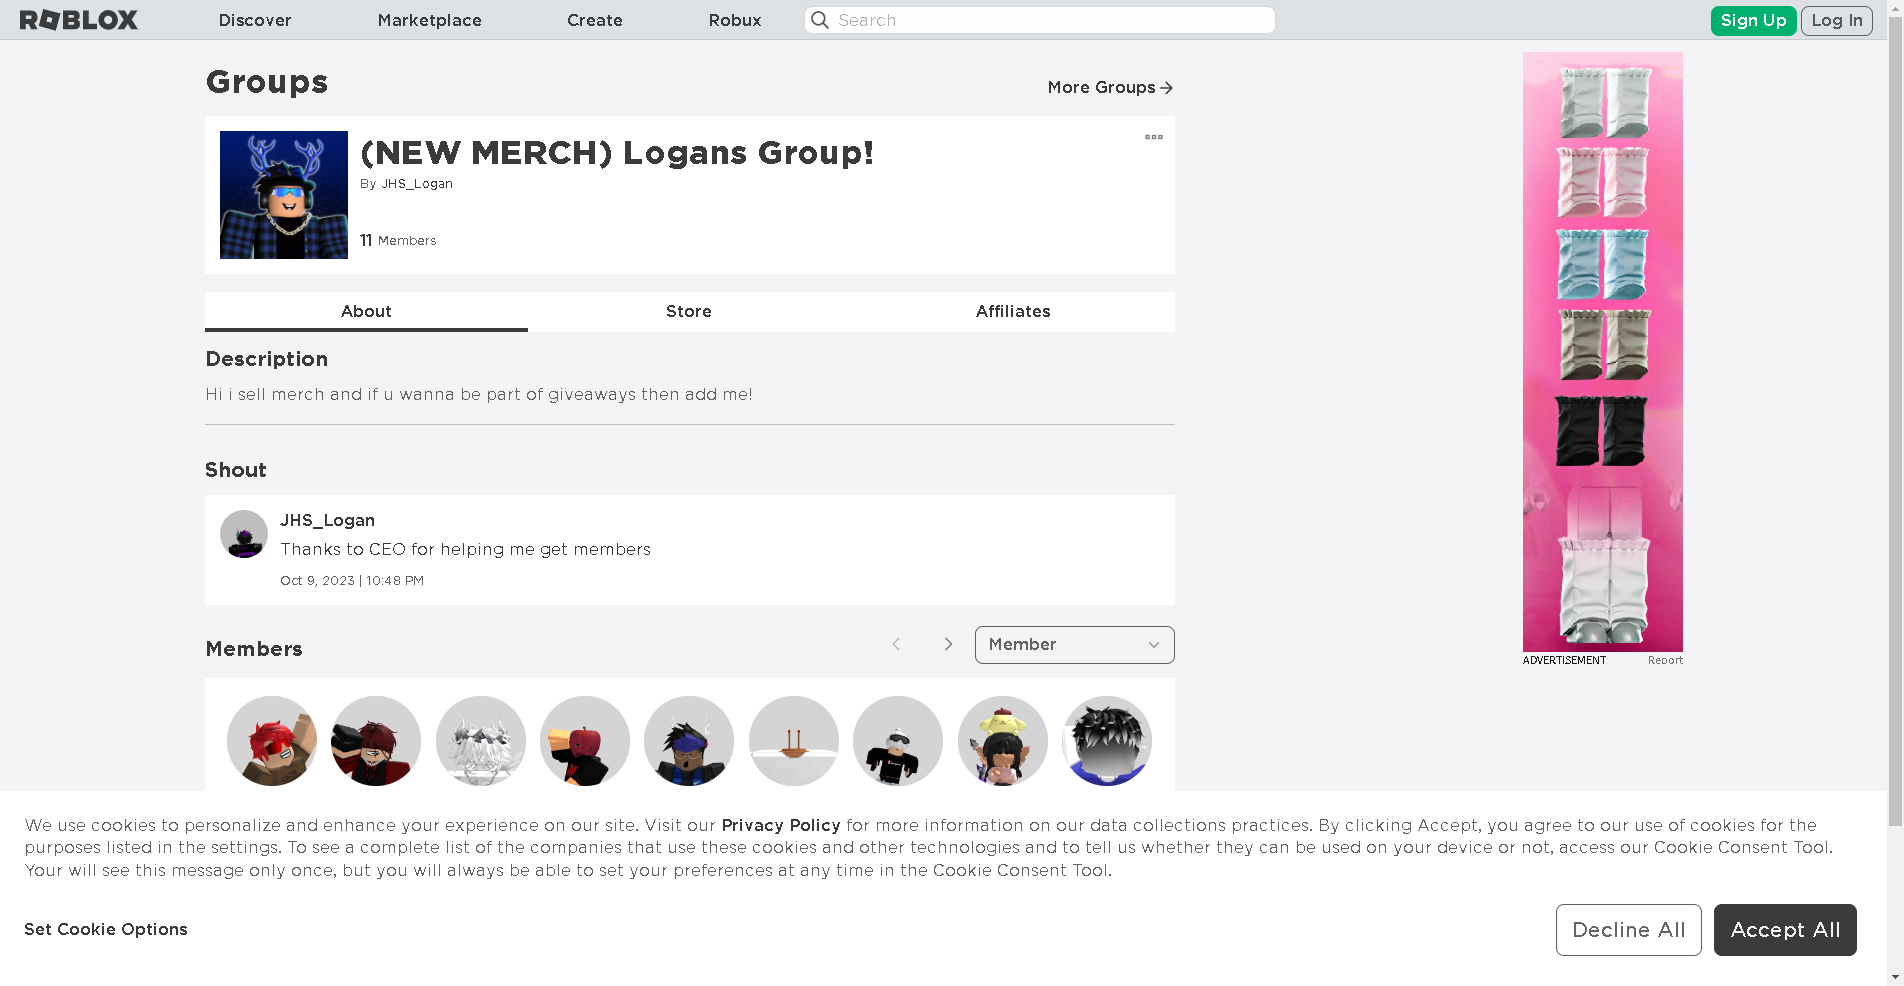 ROBLOX
Discover
Marketplace
Create
Robux
Search
Sign Up
Log In
Groups
More Groups
(NEW MERCH) Logans Group!
By JHS_Logan
11 Members
About
Store
Affiliates
Description
Hi i sell merch and if u wanna be part of giveaways then add me!
Shout
JHS_Logan
Thanks to CEO for helping me get members
Oct 9, 2023 | 10:48 PM
ADVERTISEMENT
Report
Members
Member
We use cookies to personalize and enhance your experience on our site. Visit our Privacy Policy for more information on our data collections practices. By clicking Accept, you agree to our use of cookies for the
purposes listed in the settings. To see a complete list of the companies that use these cookies and other technologies and to tell us whether they can be used on your device or not, access our Cookie Consent Tool.
Your will see this message only once, but you will always be able to set your preferences at any time in the Cookie Consent Tool.
Set Cookie Options
Decline All
Accept All